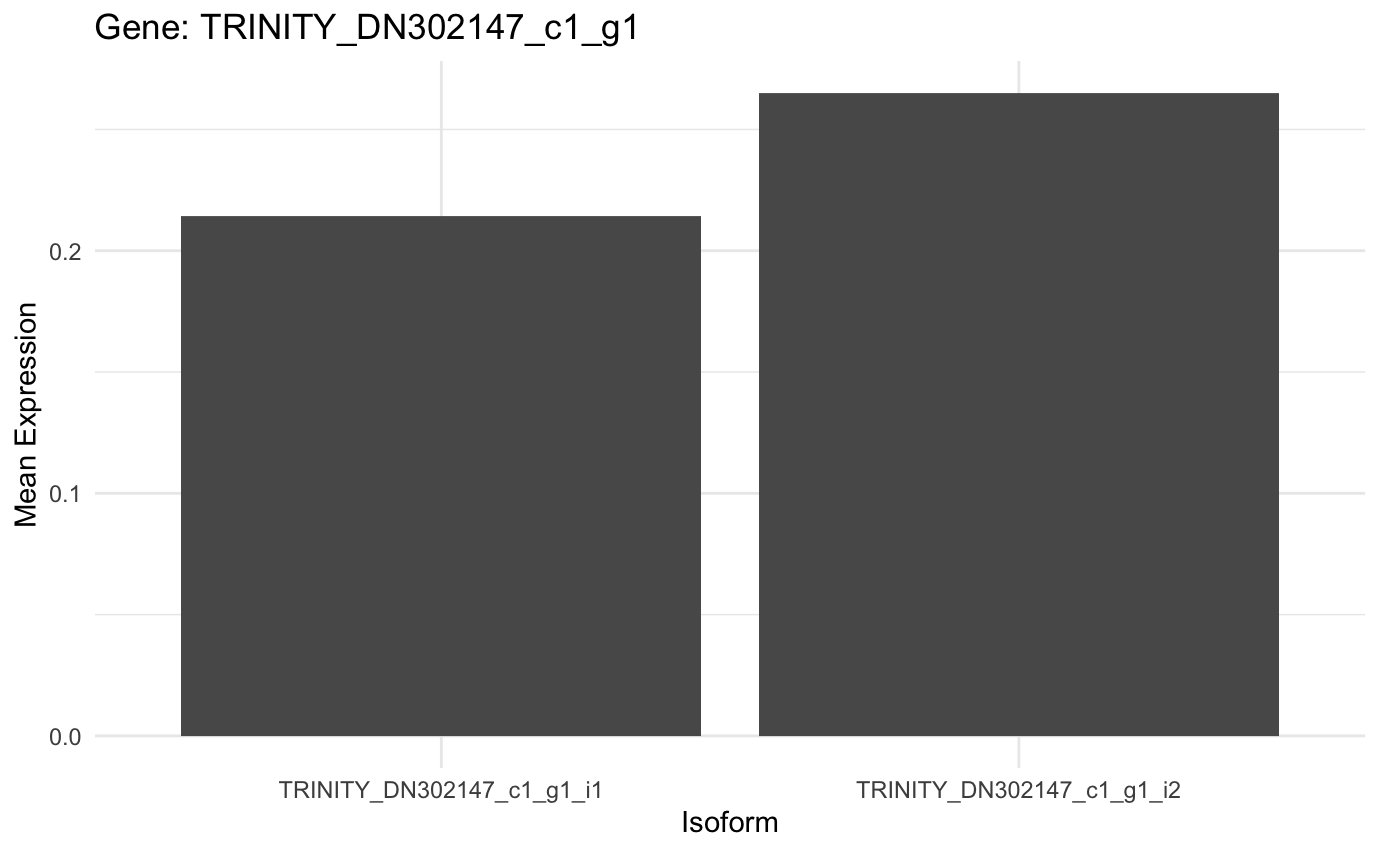 Gene: TRINITY_DN302147_c1_g1
Mean Expression
0.2
0.1
0.0
TRINITY_DN302147_c1_g1_i1
TRINITY_DN302147_c1_g1_i2
Isoform